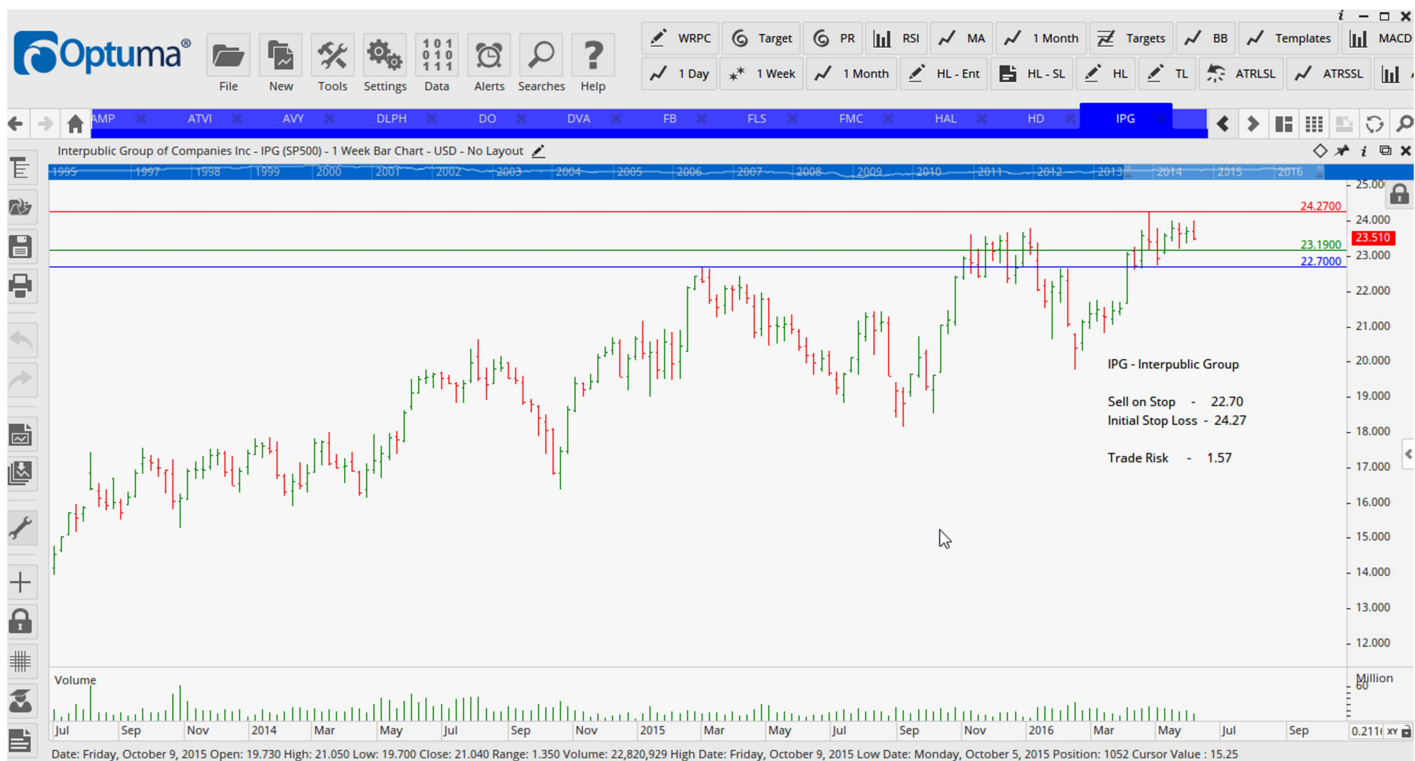 Optuma®
File
New
Tools
Settings
101 010 111
Data
Alerts
Searches
?
Help
WRPC Target PR RSI MA 1 Month Targets BB Templates MACD
1 Day 1 Week 1 Month HL - Ent HL - SL HL TL ATRLSL ATRSSL
AMP ATVI AVY DLPH DO DVA FB FLS FMC HAL HD IPG
Interpublic Group of Companies Inc - IPG (SP500) - 1 Week Bar Chart - USD - No Layout
1995 1997 1998 1999 2000 2001 2002 2003 2004 2005 2006 2007 2008 2009 2010 2011 2012 2013 2014 2015 2016
25.00
24.2700
24.000
23.510
23.1900
23.000
22.7000
22.000
21.000
20.000
IPG - Interpublic Group
19.000
Sell on Stop - 22.70
Initial Stop Loss - 24.27
18.000
Trade Risk - 1.57
17.000
16.000
15.000
14.000
13.000
12.000
Volume
Million
60
Jul Sep Nov 2014 Mar May Jul Sep Nov 2015 Mar May Jul Sep Nov 2016 Mar May Jul Sep
XY
Date: Friday, October 9, 2015 Open: 19.730 High: 21.050 Low: 19.700 Close: 21.040 Range: 1.350 Volume: 22,820,929 High Date: Friday, October 9, 2015 Low Date: Monday, October 5, 2015 Position: 1052 Cursor Value : 15.25